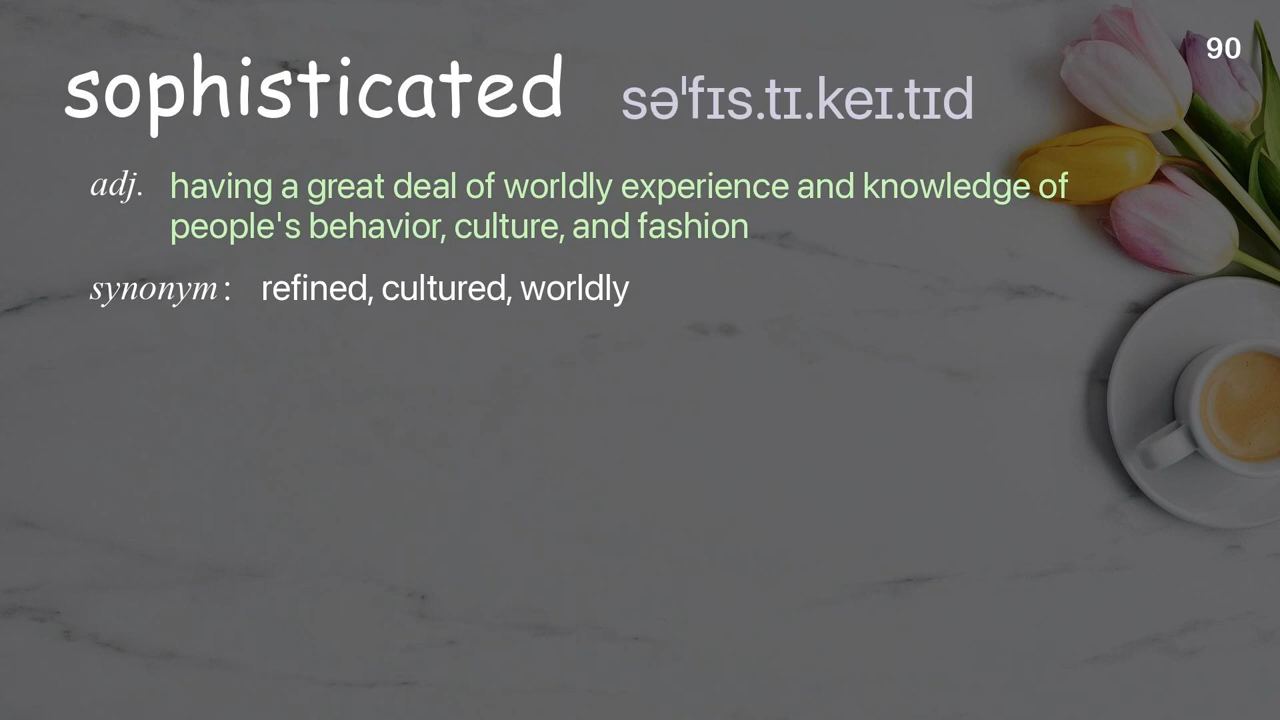 90
sophisticated səˈfɪs.tɪ.keɪ.tɪd
adj. having a great deal of worldly experience and knowledge of
people's behavior, culture, and fashion
synonym : refined, cultured, worldly